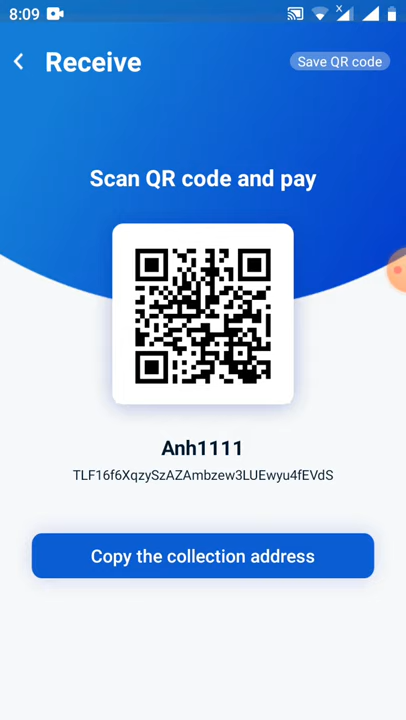 8:09
Receive
Save QR code
Scan QR code and pay
Anh1111
TLF16f6XqzySzAZAmbzew3LUEwyu4fEVdS
Copy the collection address